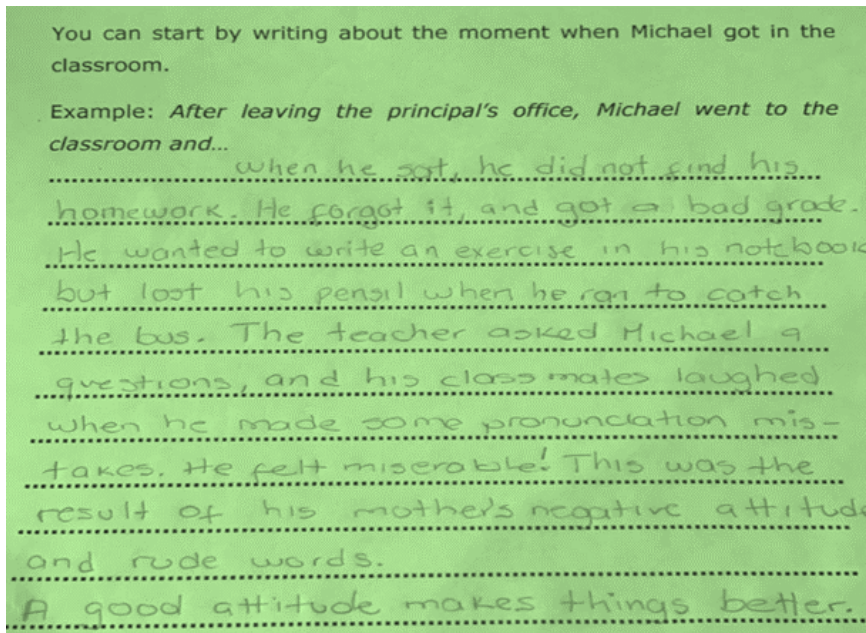 You can start by writing about the moment when Michael got in the
classroom.
Example: After leaving the principal's office, Michael went to the
classroom and...
when he sat, he did not find his
homework. He forgot it, and got a bad grade.
He wanted to write an exercise in his notebook
but lost his pensil when he ran to catch
the bus. The teacher asked Michael a
questions, and his classmates laughed
when he made some pronunciation mis-
takes. He felt miserable! This was the
result of his mother's negative attitude
and rude words.
A good attitude makes things better.